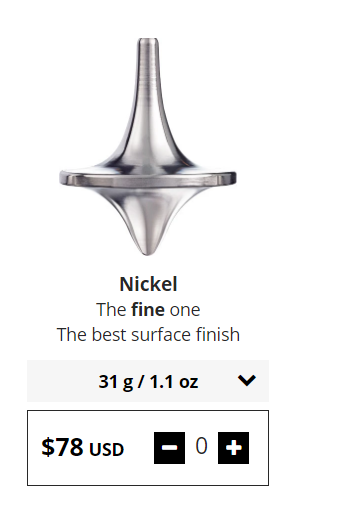 Nickel
The fine one
The best surface finish
31 g / 1.1 oz
$78 USD − 0 +